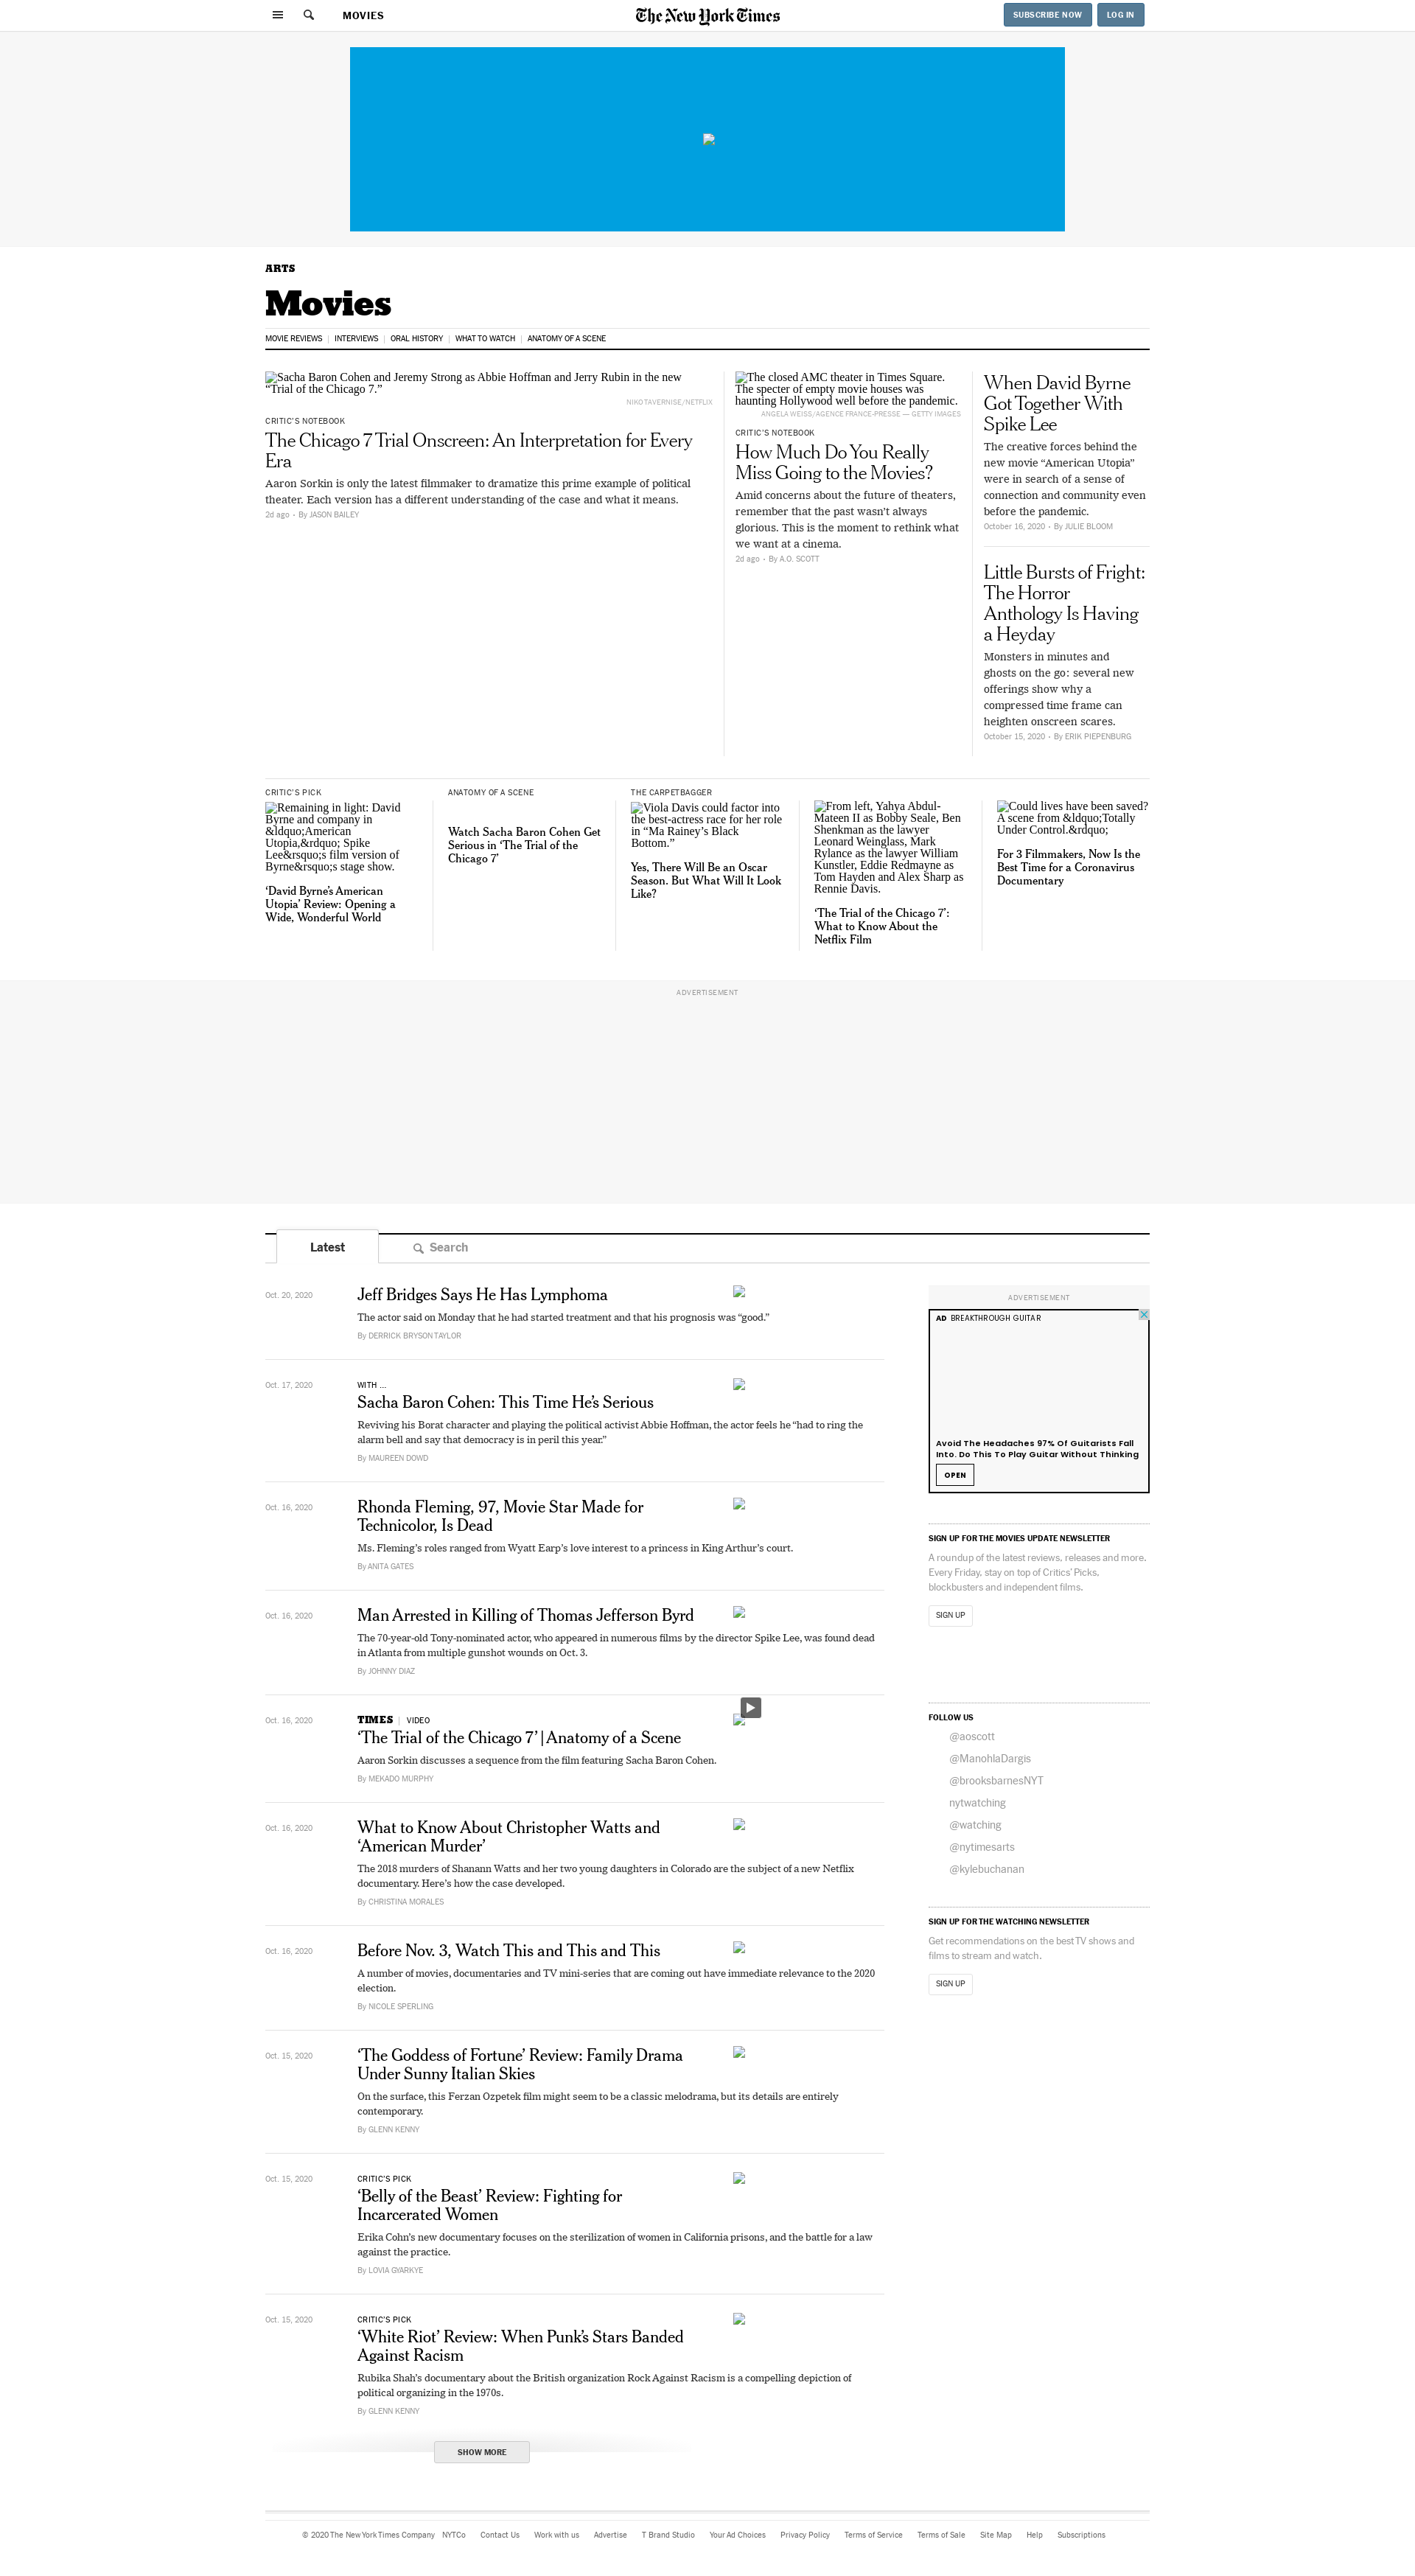 MOVIES
The New York Times
SUBSCRIBE NOW
LOG IN
ARTS
Movies
MOVIE REVIEWS | INTERVIEWS | ORAL HISTORY | WHAT TO WATCH | ANATOMY OF A SCENE
Sacha Baron Cohen and Jeremy Strong as Abbie Hoffman and Jerry Rubin in the new
“Trial of the Chicago 7.”
NIKO TAVERNISE/NETFLIX
CRITIC’S NOTEBOOK
The Chicago 7 Trial Onscreen: An Interpretation for Every
Era
Aaron Sorkin is only the latest filmmaker to dramatize this prime example of political
theater. Each version has a different understanding of the case and what it means.
2d ago • By JASON BAILEY
The closed AMC theater in Times Square.
The specter of empty movie houses was
haunting Hollywood well before the pandemic.
ANGELA WEISS/AGENCE FRANCE-PRESSE — GETTY IMAGES
CRITIC’S NOTEBOOK
How Much Do You Really
Miss Going to the Movies?
Amid concerns about the future of theaters,
remember that the past wasn’t always
glorious. This is the moment to rethink what
we want at a cinema.
2d ago • By A.O. SCOTT
When David Byrne
Got Together With
Spike Lee
The creative forces behind the
new movie “American Utopia”
were in search of a sense of
connection and community even
before the pandemic.
October 16, 2020 • By JULIE BLOOM
Little Bursts of Fright:
The Horror
Anthology Is Having
a Heyday
Monsters in minutes and
ghosts on the go: several new
offerings show why a
compressed time frame can
heighten onscreen scares.
October 15, 2020 • By ERIK PIEPENBURG
CRITIC’S PICK
Remaining in light: David
Byrne and company in
&ldquo;American
Utopia,&rdquo; Spike
Lee&rsquo;s film version of
Byrne&rsquo;s stage show.
‘David Byrne’s American
Utopia’ Review: Opening a
Wide, Wonderful World
ANATOMY OF A SCENE
Watch Sacha Baron Cohen Get
Serious in ‘The Trial of the
Chicago 7’
THE CARPETBAGGER
Viola Davis could factor into
the best-actress race for her role
in “Ma Rainey’s Black
Bottom.”
Yes, There Will Be an Oscar
Season. But What Will It Look
Like?
From left, Yahya Abdul-
Mateen II as Bobby Seale, Ben
Shenkman as the lawyer
Leonard Weinglass, Mark
Rylance as the lawyer William
Kunstler, Eddie Redmayne as
Tom Hayden and Alex Sharp as
Rennie Davis.
‘The Trial of the Chicago 7’:
What to Know About the
Netflix Film
Could lives have been saved?
A scene from &ldquo;Totally
Under Control.&rdquo;
For 3 Filmmakers, Now Is the
Best Time for a Coronavirus
Documentary
ADVERTISEMENT
Latest
Search
Oct. 20, 2020
Jeff Bridges Says He Has Lymphoma
The actor said on Monday that he had started treatment and that his prognosis was “good.”
By DERRICK BRYSON TAYLOR
Oct. 17, 2020
WITH ...
Sacha Baron Cohen: This Time He’s Serious
Reviving his Borat character and playing the political activist Abbie Hoffman, the actor feels he “had to ring the
alarm bell and say that democracy is in peril this year.”
By MAUREEN DOWD
Oct. 16, 2020
Rhonda Fleming, 97, Movie Star Made for
Technicolor, Is Dead
Ms. Fleming’s roles ranged from Wyatt Earp’s love interest to a princess in King Arthur’s court.
By ANITA GATES
Oct. 16, 2020
Man Arrested in Killing of Thomas Jefferson Byrd
The 70-year-old Tony-nominated actor, who appeared in numerous films by the director Spike Lee, was found dead
in Atlanta from multiple gunshot wounds on Oct. 3.
By JOHNNY DIAZ
Oct. 16, 2020
TIMES | VIDEO
‘The Trial of the Chicago 7’ | Anatomy of a Scene
Aaron Sorkin discusses a sequence from the film featuring Sacha Baron Cohen.
By MEKADO MURPHY
Oct. 16, 2020
What to Know About Christopher Watts and
‘American Murder’
The 2018 murders of Shanann Watts and her two young daughters in Colorado are the subject of a new Netflix
documentary. Here’s how the case developed.
By CHRISTINA MORALES
Oct. 16, 2020
Before Nov. 3, Watch This and This and This
A number of movies, documentaries and TV mini-series that are coming out have immediate relevance to the 2020
election.
By NICOLE SPERLING
Oct. 15, 2020
‘The Goddess of Fortune’ Review: Family Drama
Under Sunny Italian Skies
On the surface, this Ferzan Ozpetek film might seem to be a classic melodrama, but its details are entirely
contemporary.
By GLENN KENNY
Oct. 15, 2020
CRITIC’S PICK
‘Belly of the Beast’ Review: Fighting for
Incarcerated Women
Erika Cohn’s new documentary focuses on the sterilization of women in California prisons, and the battle for a law
against the practice.
By LOVIA GYARKYE
Oct. 15, 2020
CRITIC’S PICK
‘White Riot’ Review: When Punk’s Stars Banded
Against Racism
Rubika Shah’s documentary about the British organization Rock Against Racism is a compelling depiction of
political organizing in the 1970s.
By GLENN KENNY
SHOW MORE
ADVERTISEMENT
AD BREAKTHROUGH GUITAR
Avoid The Headaches 97% Of Guitarists Fall
Into. Do This To Play Guitar Without Thinking
OPEN
SIGN UP FOR THE MOVIES UPDATE NEWSLETTER
A roundup of the latest reviews, releases and more.
Every Friday, stay on top of Critics’ Picks,
blockbusters and independent films.
SIGN UP
FOLLOW US
@aoscott
@ManohlaDargis
@brooksbarnesNYT
nytwatching
@watching
@nytimesarts
@kylebuchanan
SIGN UP FOR THE WATCHING NEWSLETTER
Get recommendations on the best TV shows and
films to stream and watch.
SIGN UP
© 2020 The New York Times Company NYTCo Contact Us Work with us Advertise T Brand Studio Your Ad Choices Privacy Policy Terms of Service Terms of Sale Site Map Help Subscriptions